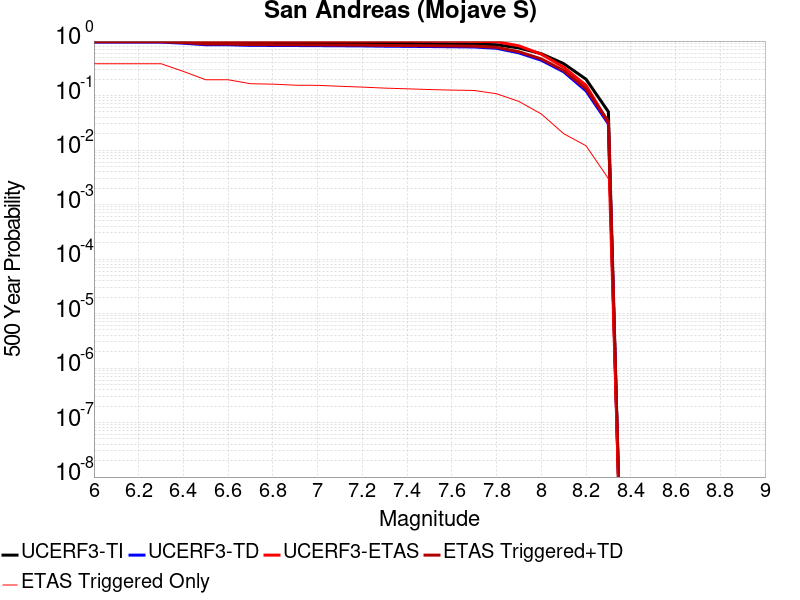 San Andreas (Mojave S)
500 Year Probability
10^0
10^-1
10^-2
10^-3
10^-4
10^-5
10^-6
10^-7
10^-8
6 6.2 6.4 6.6 6.8 7 7.2 7.4 7.6 7.8 8 8.2 8.4 8.6 8.8 9
Magnitude
UCERF3-TI UCERF3-TD UCERF3-ETAS ETAS Triggered+TD
ETAS Triggered Only